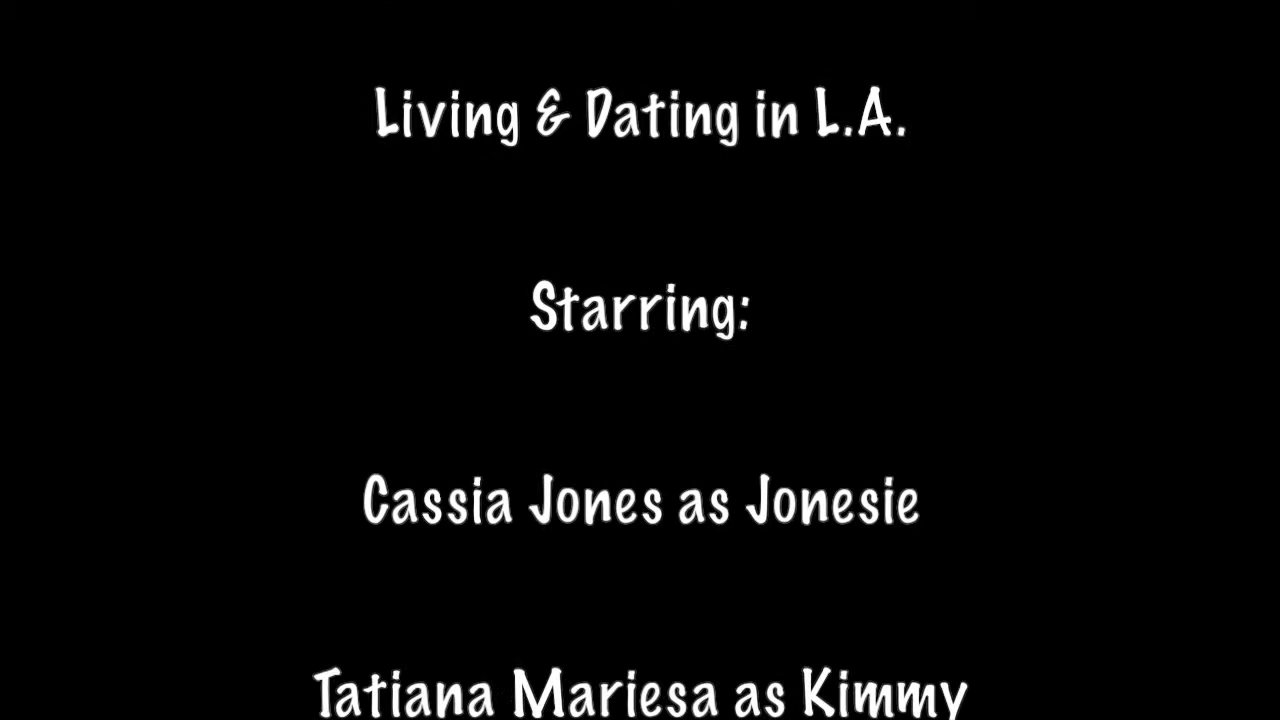 Living & Dating in L.A.
Starring:
Cassia Jones as Jonesie
Tatiana Mariesa as Kimmy